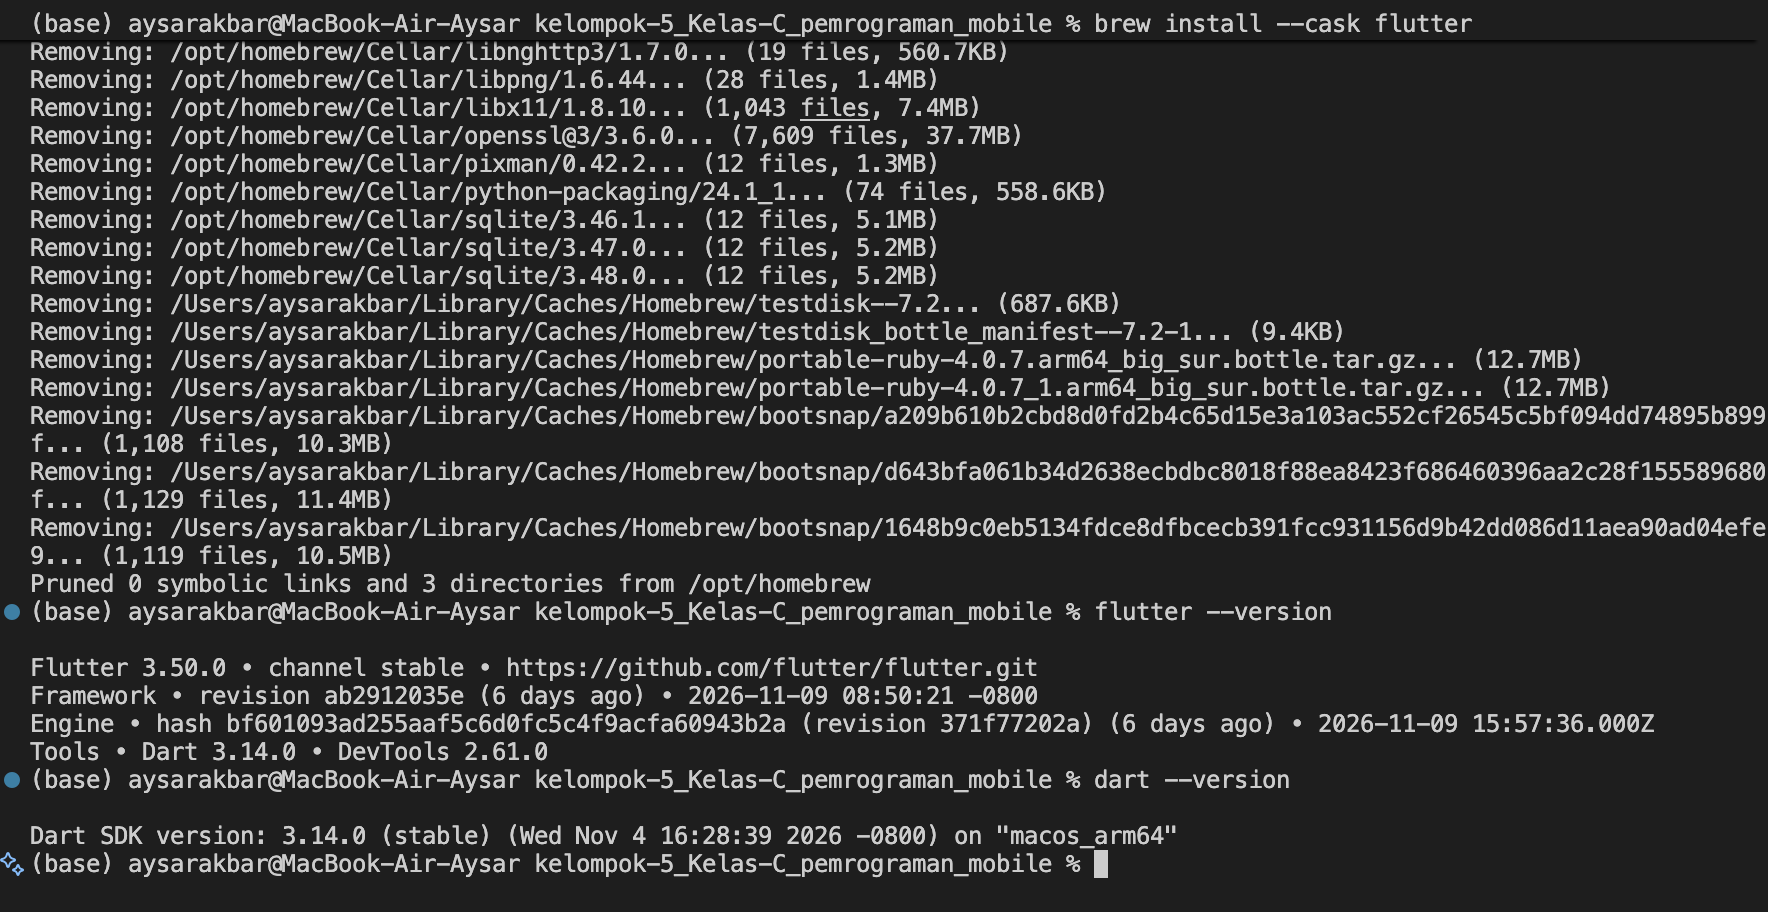 (base) aysarakbar@MacBook-Air-Aysar kelompok-5_Kelas-C_pemrograman_mobile % brew install --cask flutter
Removing: /opt/homebrew/Cellar/libnghttp3/1.7.0... (19 files, 560.7KB)
Removing: /opt/homebrew/Cellar/libpng/1.6.44... (28 files, 1.4MB)
Removing: /opt/homebrew/Cellar/libx11/1.8.10... (1,043 files, 7.4MB)
Removing: /opt/homebrew/Cellar/openssl@3/3.6.0... (7,609 files, 37.7MB)
Removing: /opt/homebrew/Cellar/pixman/0.42.2... (12 files, 1.3MB)
Removing: /opt/homebrew/Cellar/python-packaging/24.1_1... (74 files, 558.6KB)
Removing: /opt/homebrew/Cellar/sqlite/3.46.1... (12 files, 5.1MB)
Removing: /opt/homebrew/Cellar/sqlite/3.47.0... (12 files, 5.2MB)
Removing: /opt/homebrew/Cellar/sqlite/3.48.0... (12 files, 5.2MB)
Removing: /Users/aysarakbar/Library/Caches/Homebrew/testdisk--7.2... (687.6KB)
Removing: /Users/aysarakbar/Library/Caches/Homebrew/testdisk_bottle_manifest--7.2-1... (9.4KB)
Removing: /Users/aysarakbar/Library/Caches/Homebrew/portable-ruby-4.0.7.arm64_big_sur.bottle.tar.gz... (12.7MB)
Removing: /Users/aysarakbar/Library/Caches/Homebrew/portable-ruby-4.0.7_1.arm64_big_sur.bottle.tar.gz... (12.7MB)
Removing: /Users/aysarakbar/Library/Caches/Homebrew/bootsnap/a209b610b2cbd8d0fd2b4c65d15e3a103ac552cf26545c5bf094dd74895b899
f... (1,108 files, 10.3MB)
Removing: /Users/aysarakbar/Library/Caches/Homebrew/bootsnap/d643bfa061b34d2638ecbdbc8018f88ea8423f686460396aa2c28f155589680
f... (1,129 files, 11.4MB)
Removing: /Users/aysarakbar/Library/Caches/Homebrew/bootsnap/1648b9c0eb5134fdce8dfbcecb391fcc931156d9b42dd086d11aea90ad04efe
9... (1,119 files, 10.5MB)
Pruned 0 symbolic links and 3 directories from /opt/homebrew
(base) aysarakbar@MacBook-Air-Aysar kelompok-5_Kelas-C_pemrograman_mobile % flutter --version
Flutter 3.50.0 • channel stable • https://github.com/flutter/flutter.git
Framework • revision ab2912035e (6 days ago) • 2026-11-09 08:50:21 -0800
Engine • hash bf601093ad255aaf5c6d0fc5c4f9acfa60943b2a (revision 371f77202a) (6 days ago) • 2026-11-09 15:57:36.000Z
Tools • Dart 3.14.0 • DevTools 2.61.0
(base) aysarakbar@MacBook-Air-Aysar kelompok-5_Kelas-C_pemrograman_mobile % dart --version
Dart SDK version: 3.14.0 (stable) (Wed Nov 4 16:28:39 2026 -0800) on "macos_arm64"
(base) aysarakbar@MacBook-Air-Aysar kelompok-5_Kelas-C_pemrograman_mobile %